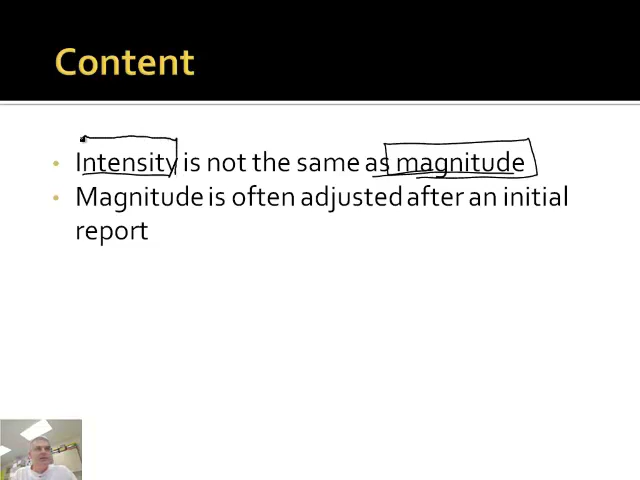 Content
Intensity is not the same as magnitude
Magnitude is often adjusted after an initial
report